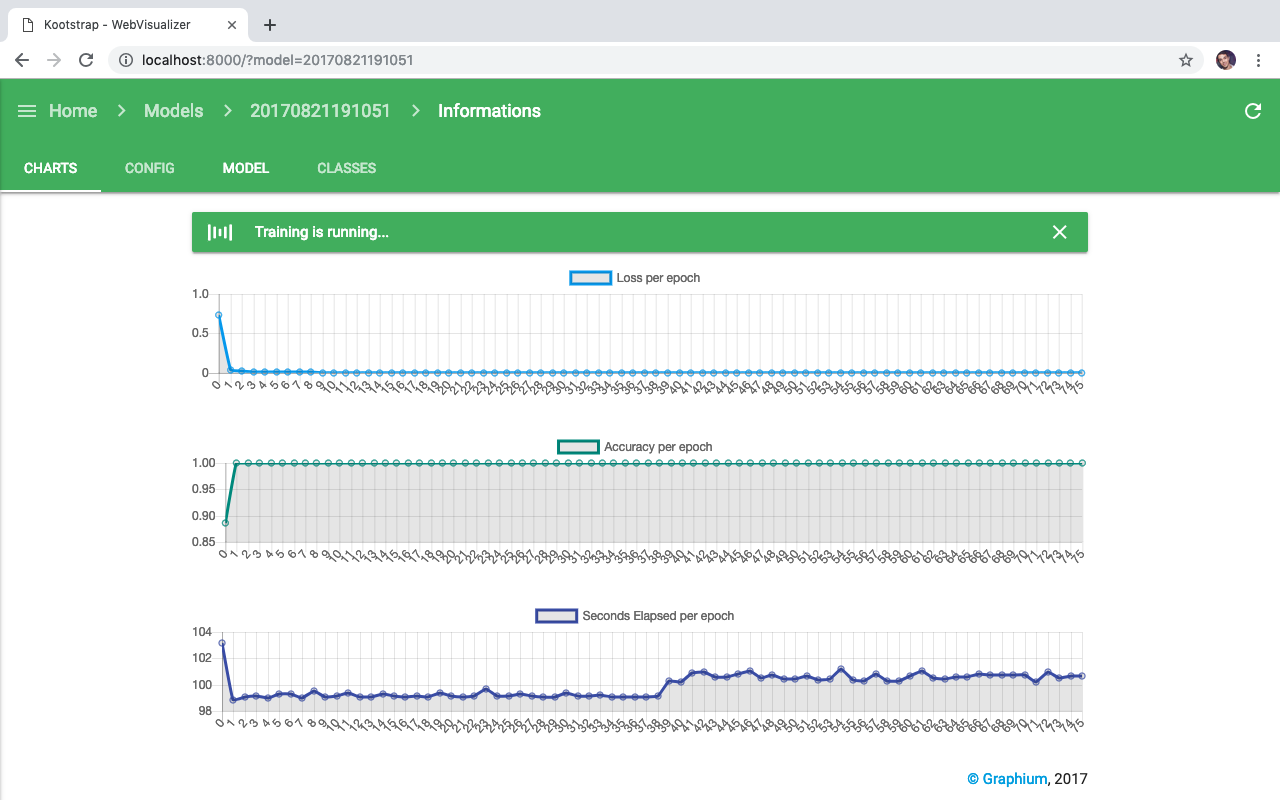 Kootstrap - WebVisualizer
localhost:8000/?model=20170821191051
Home Models 20170821191051 Informations
CHARTS CONFIG MODEL CLASSES
Training is running...
Loss per epoch
1.0
0.5
0
0 1 2 3 4 5 6 7 8 9 10 11 12 13 14 15 16 17 18 19 20 21 22 23 24 25 26 27 28 29 30 31 32 33 34 35 36 37 38 39 40 41 42 43 44 45 46 47 48 49 50 51 52 53 54 55 56 57 58 59 60 61 62 63 64 65 66 67 68 69 70 71 72 73 74 75
Accuracy per epoch
1.00
0.95
0.90
0.85
0 1 2 3 4 5 6 7 8 9 10 11 12 13 14 15 16 17 18 19 20 21 22 23 24 25 26 27 28 29 30 31 32 33 34 35 36 37 38 39 40 41 42 43 44 45 46 47 48 49 50 51 52 53 54 55 56 57 58 59 60 61 62 63 64 65 66 67 68 69 70 71 72 73 74 75
Seconds Elapsed per epoch
104
102
100
98
0 1 2 3 4 5 6 7 8 9 10 11 12 13 14 15 16 17 18 19 20 21 22 23 24 25 26 27 28 29 30 31 32 33 34 35 36 37 38 39 40 41 42 43 44 45 46 47 48 49 50 51 52 53 54 55 56 57 58 59 60 61 62 63 64 65 66 67 68 69 70 71 72 73 74 75
© Graphium, 2017